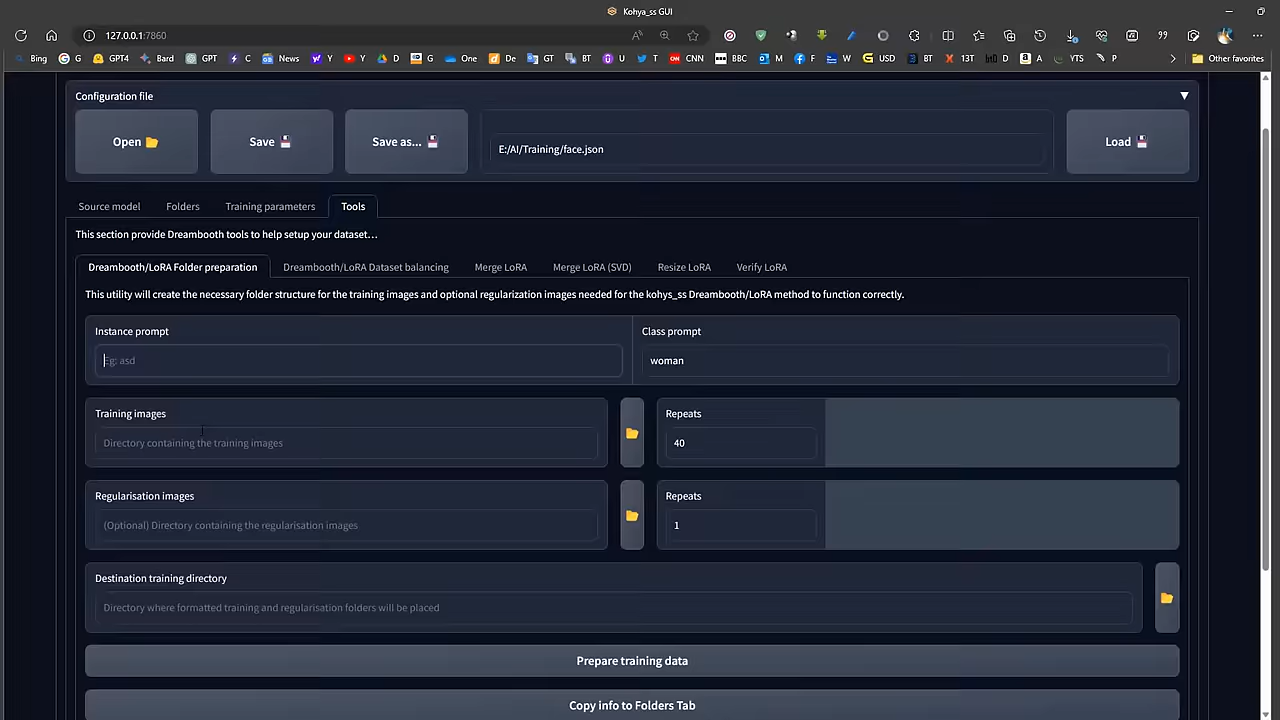 Kohya_ss GUI
127.0.0.1:7860
Bing G GPT4 Bard GPT C News Y Y D G One De GT BT U T CNN BBC M F W USD BT 13T D A YTS P Other favorites
Configuration file
Open Save Save as... E:/AI/Training/face.json Load
Source model Folders Training parameters Tools
This section provide Dreambooth tools to help setup your dataset...
Dreambooth/LoRA Folder preparation Dreambooth/LoRA Dataset balancing Merge LoRA Merge LoRA (SVD) Resize LoRA Verify LoRA
This utility will create the necessary folder structure for the training images and optional regularization images needed for the kohys_ss Dreambooth/LoRA method to function correctly.
Instance prompt Class prompt
Eg: asd woman
Training images Repeats
Directory containing the training images 40
Regularisation images Repeats
(Optional) Directory containing the regularisation images 1
Destination training directory
Directory where formatted training and regularisation folders will be placed
Prepare training data
Copy info to Folders Tab